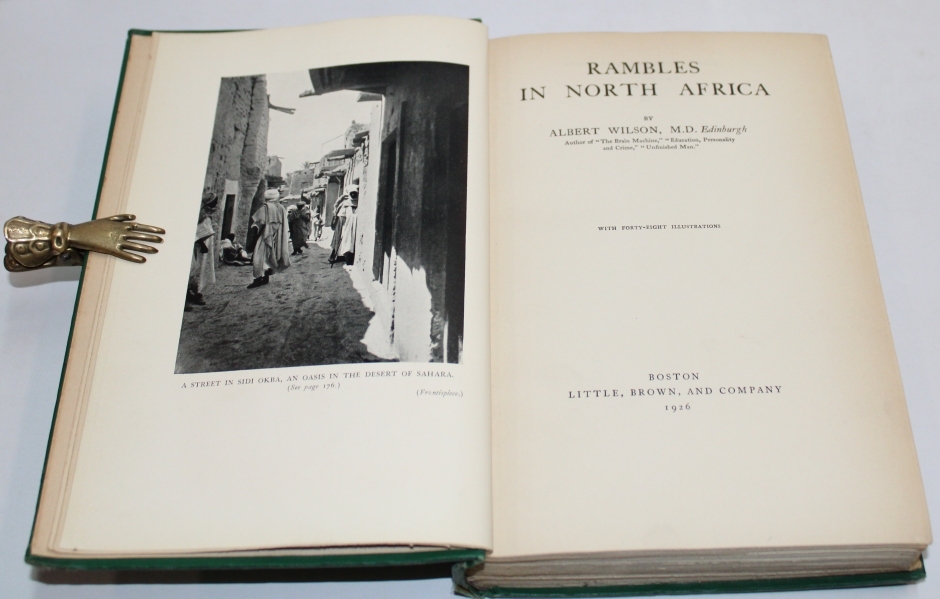 A STREET IN SIDI OKBA, AN OASIS IN THE DESERT OF SAHARA.
(See page 176.)
(Frontispiece.)
RAMBLES
IN NORTH AFRICA
BY
ALBERT WILSON, M.D. Edinburgh
Author of "The Brain Machine," "Education, Personality
and Crime," "Unfinished Man."
WITH FORTY-EIGHT ILLUSTRATIONS
BOSTON
LITTLE, BROWN, AND COMPANY
1926